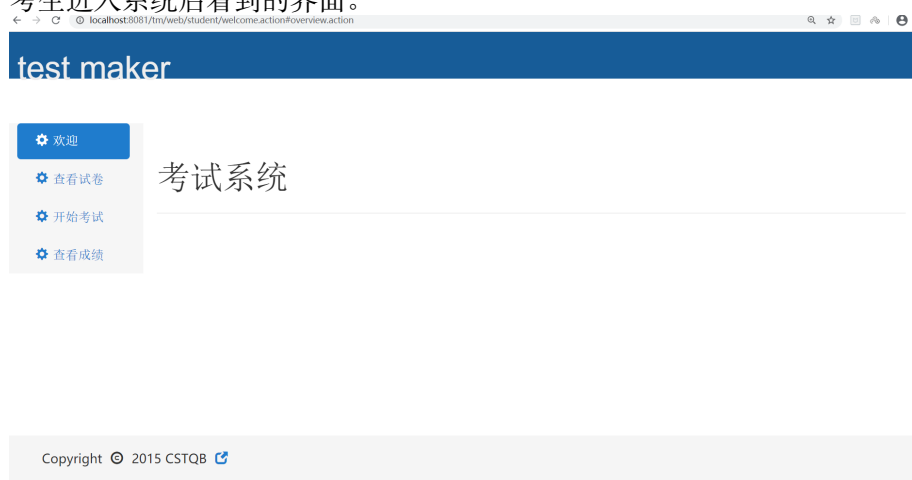 考生进入系统后看到的界面。
localhost:8081/tm/web/student/welcome.action#overview.action
test maker
欢迎
查看试卷
考试系统
开始考试
查看成绩
Copyright © 2015 CSTQB